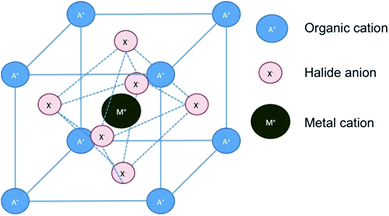 A⁺ A⁺
X⁻
A⁺ A⁺
X⁻
X⁻ M⁺ X⁻
X⁻
A⁺ A⁺
X⁻
A⁺ A⁺
A⁺ Organic cation
X⁻ Halide anion
M⁺ Metal cation